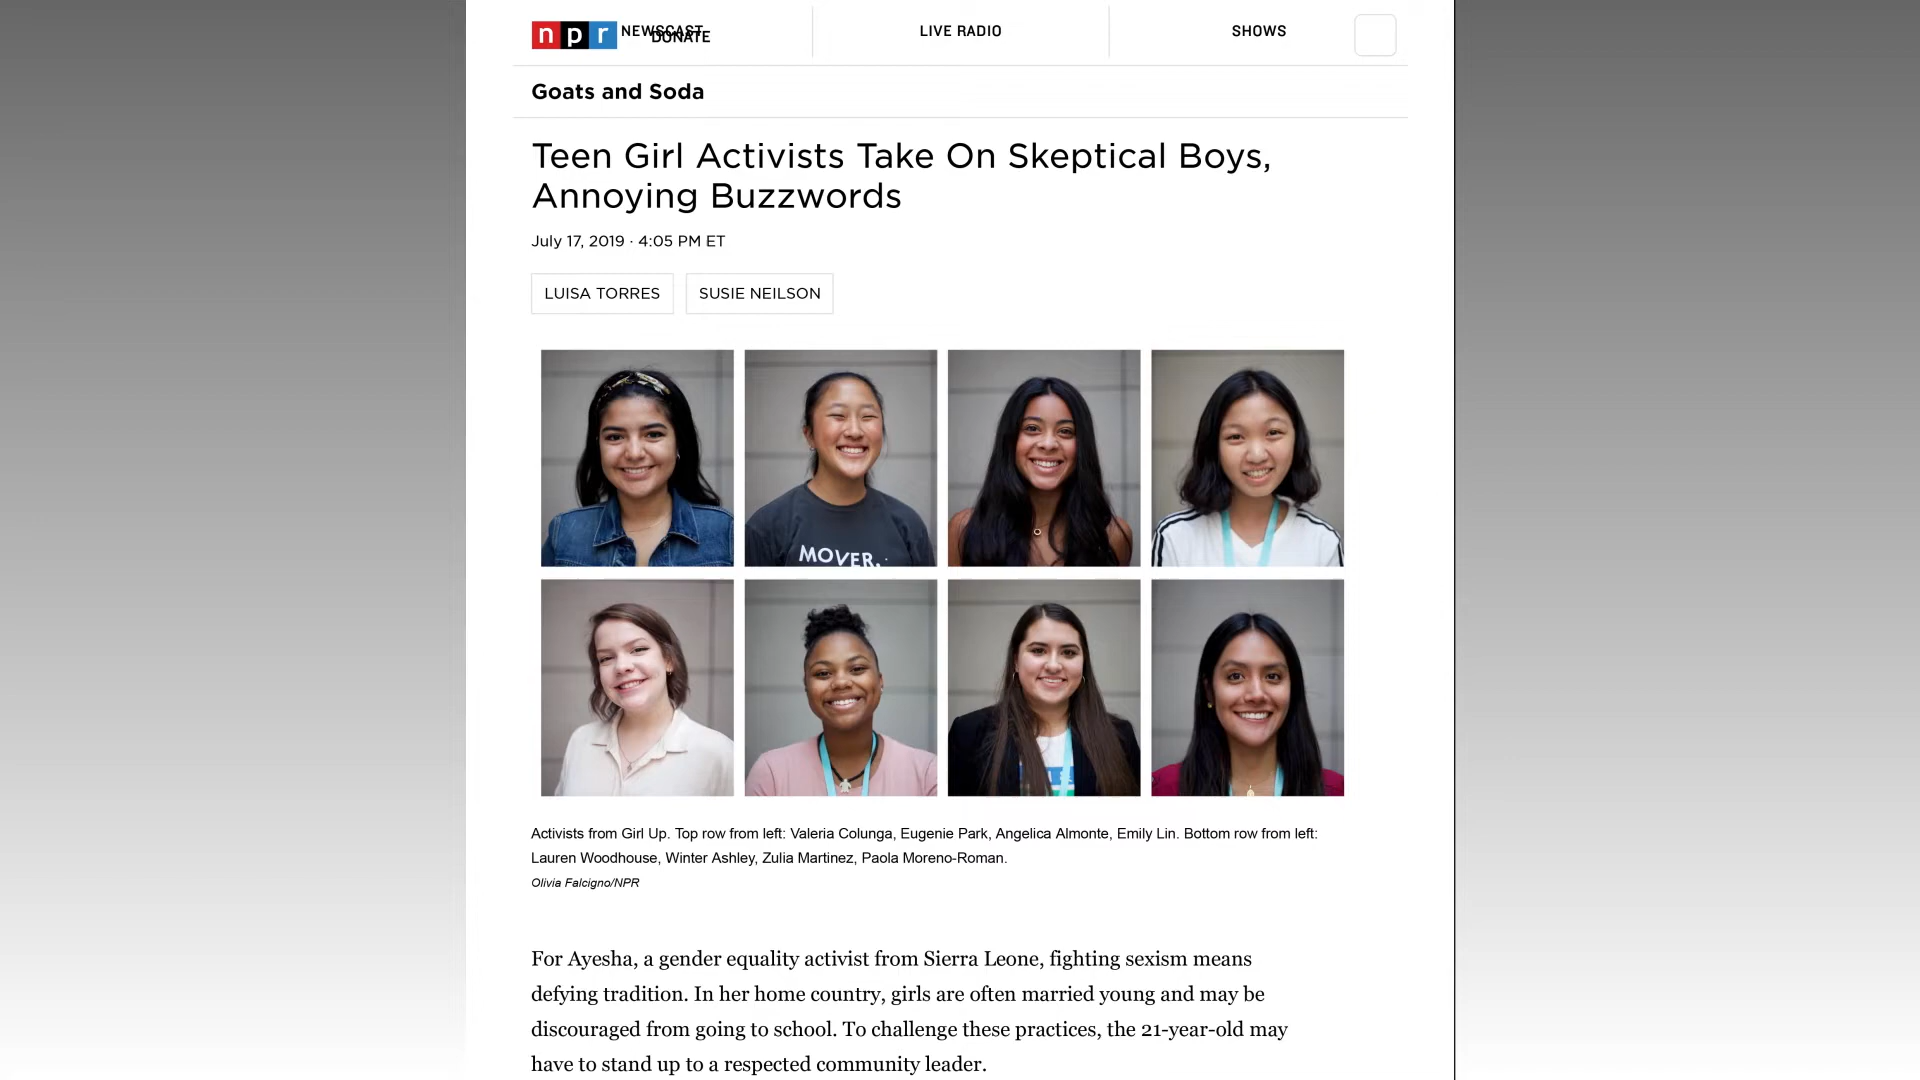 npr NEWSCAST DONATE LIVE RADIO SHOWS
Goats and Soda
Teen Girl Activists Take On Skeptical Boys,
Annoying Buzzwords
July 17, 2019 · 4:05 PM ET
LUISA TORRES SUSIE NEILSON
MOVER.
Activists from Girl Up. Top row from left: Valeria Colunga, Eugenie Park, Angelica Almonte, Emily Lin. Bottom row from left:
Lauren Woodhouse, Winter Ashley, Zulia Martinez, Paola Moreno-Roman.
Olivia Falcigno/NPR
For Ayesha, a gender equality activist from Sierra Leone, fighting sexism means
defying tradition. In her home country, girls are often married young and may be
discouraged from going to school. To challenge these practices, the 21-year-old may
have to stand up to a respected community leader.